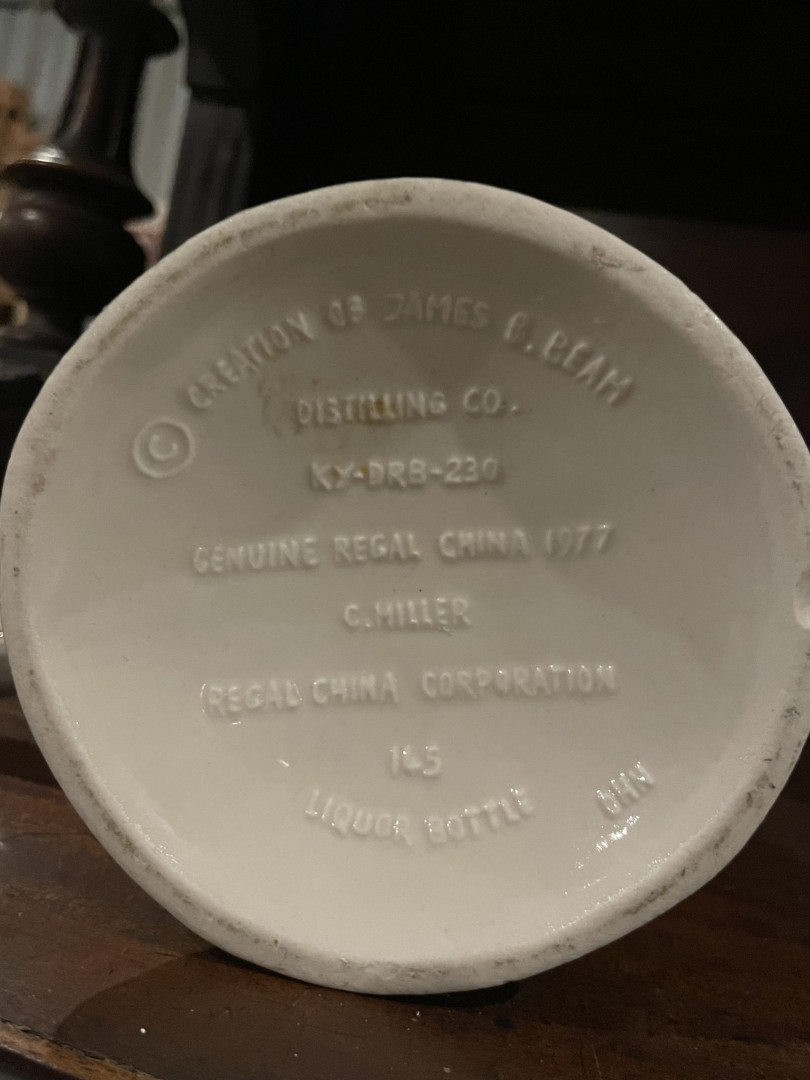 © CREATION OF JAMES B. BEAM
DISTILLING CO.
KY-DRB-230
GENUINE REGAL CHINA 1977
C. MILLER
REGAL CHINA CORPORATION
145
LIQUOR BOTTLE